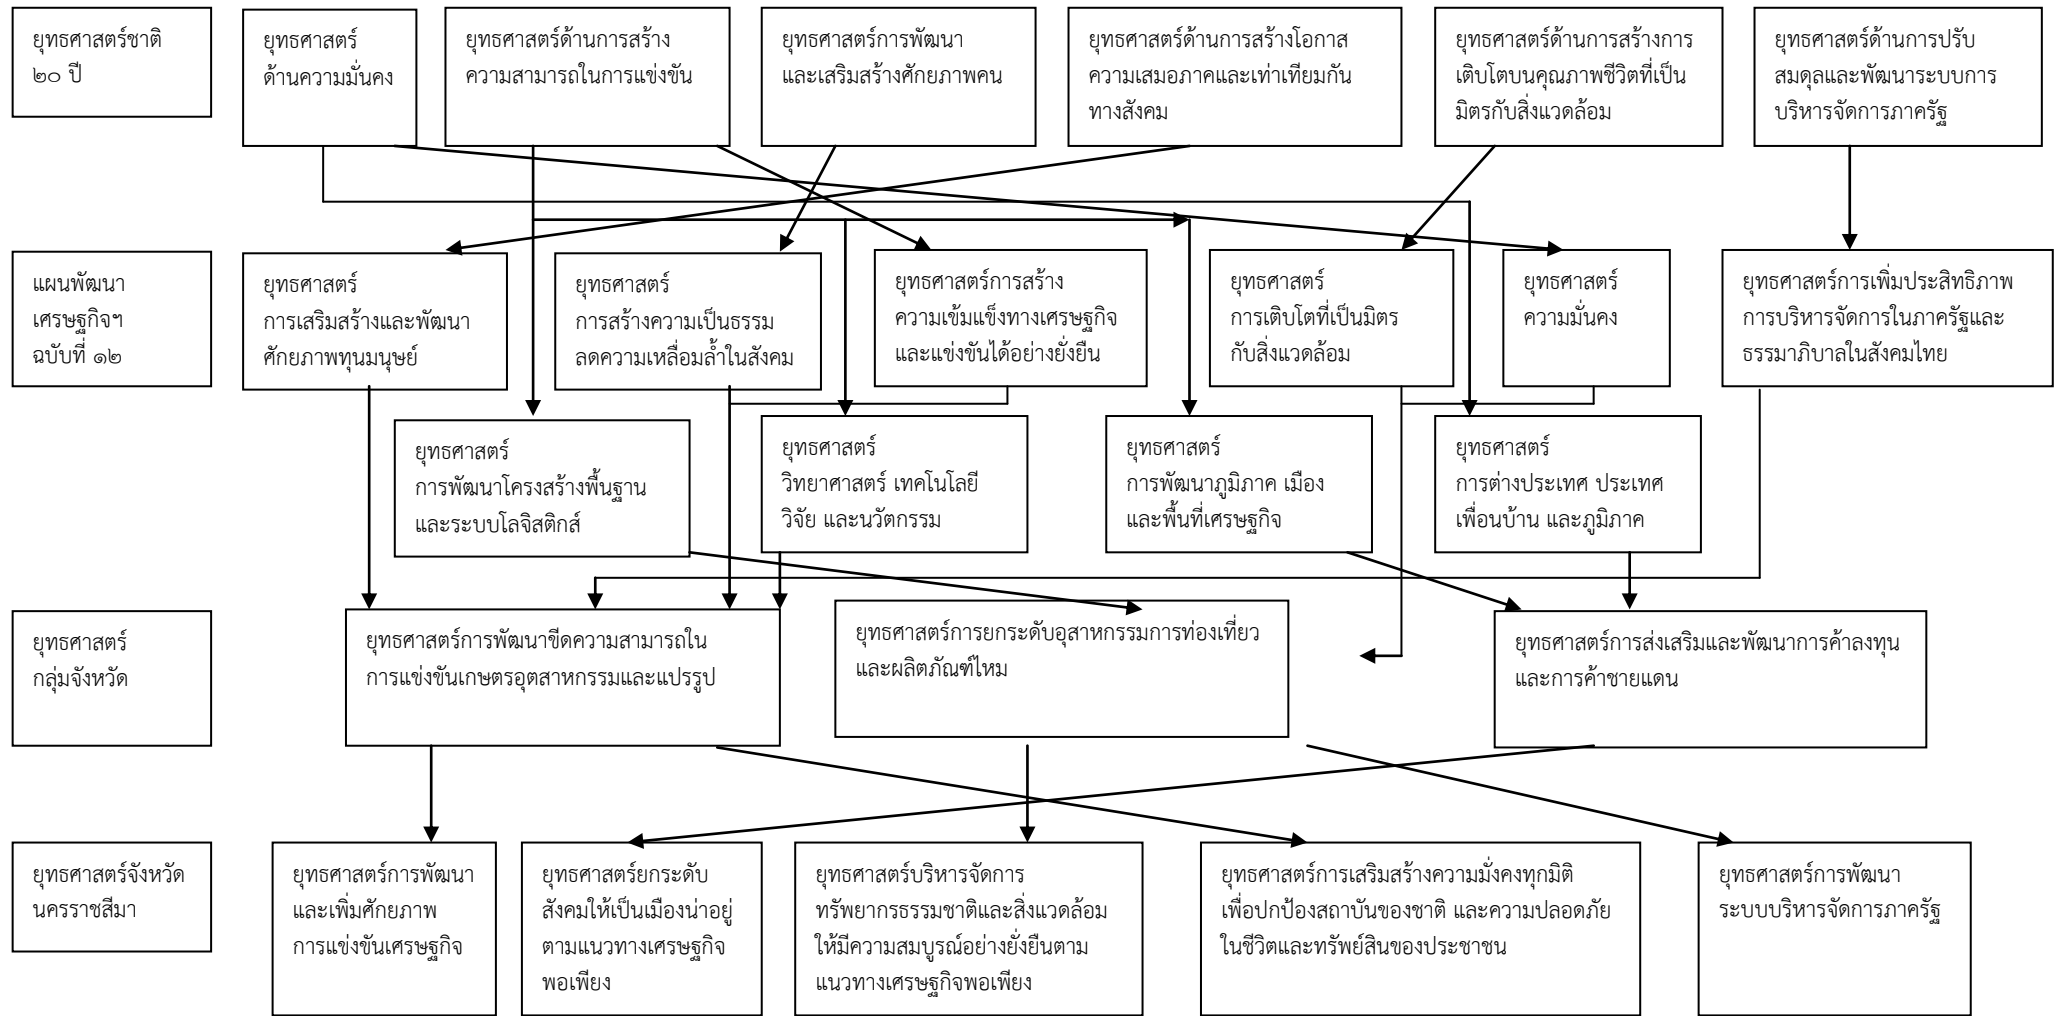 ยุทธศาสตร์ชาติ
๒๐ ปี
ยุทธศาสตร์
ด้านความมั่นคง
ยุทธศาสตร์ด้านการสร้าง
ความสามารถในการแข่งขัน
ยุทธศาสตร์การพัฒนา
และเสริมสร้างศักยภาพคน
ยุทธศาสตร์ด้านการสร้างโอกาส
ความเสมอภาคและเท่าเทียมกัน
ทางสังคม
ยุทธศาสตร์ด้านการสร้างการ
เติบโตบนคุณภาพชีวิตที่เป็น
มิตรกับสิ่งแวดล้อม
ยุทธศาสตร์ด้านการปรับ
สมดุลและพัฒนาระบบการ
บริหารจัดการภาครัฐ
แผนพัฒนา
เศรษฐกิจฯ
ฉบับที่ ๑๒
ยุทธศาสตร์
การเสริมสร้างและพัฒนา
ศักยภาพทุนมนุษย์
ยุทธศาสตร์
การสร้างความเป็นธรรม
ลดความเหลื่อมล้ำในสังคม
ยุทธศาสตร์การสร้าง
ความเข้มแข็งทางเศรษฐกิจ
และแข่งขันได้อย่างยั่งยืน
ยุทธศาสตร์
การเติบโตที่เป็นมิตร
กับสิ่งแวดล้อม
ยุทธศาสตร์
ความมั่นคง
ยุทธศาสตร์การเพิ่มประสิทธิภาพ
การบริหารจัดการในภาครัฐและ
ธรรมาภิบาลในสังคมไทย
ยุทธศาสตร์
การพัฒนาโครงสร้างพื้นฐาน
และระบบโลจิสติกส์
ยุทธศาสตร์
วิทยาศาสตร์ เทคโนโลยี
วิจัย และนวัตกรรม
ยุทธศาสตร์
การพัฒนาภูมิภาค เมือง
และพื้นที่เศรษฐกิจ
ยุทธศาสตร์
การต่างประเทศ ประเทศ
เพื่อนบ้าน และภูมิภาค
ยุทธศาสตร์
กลุ่มจังหวัด
ยุทธศาสตร์การพัฒนาขีดความสามารถใน
การแข่งขันเกษตรอุตสาหกรรมและแปรรูป
ยุทธศาสตร์การยกระดับอุสาหกรรมการท่องเที่ยว
และผลิตภัณฑ์ไหม
ยุทธศาสตร์การส่งเสริมและพัฒนาการค้าลงทุน
และการค้าชายแดน
ยุทธศาสตร์จังหวัด
นครราชสีมา
ยุทธศาสตร์การพัฒนา
และเพิ่มศักยภาพ
การแข่งขันเศรษฐกิจ
ยุทธศาสตร์ยกระดับ
สังคมให้เป็นเมืองน่าอยู่
ตามแนวทางเศรษฐกิจ
พอเพียง
ยุทธศาสตร์บริหารจัดการ
ทรัพยากรธรรมชาติและสิ่งแวดล้อม
ให้มีความสมบูรณ์อย่างยั่งยืนตาม
แนวทางเศรษฐกิจพอเพียง
ยุทธศาสตร์การเสริมสร้างความมั่งคงทุกมิติ
เพื่อปกป้องสถาบันของชาติ และความปลอดภัย
ในชีวิตและทรัพย์สินของประชาชน
ยุทธศาสตร์การพัฒนา
ระบบบริหารจัดการภาครัฐ